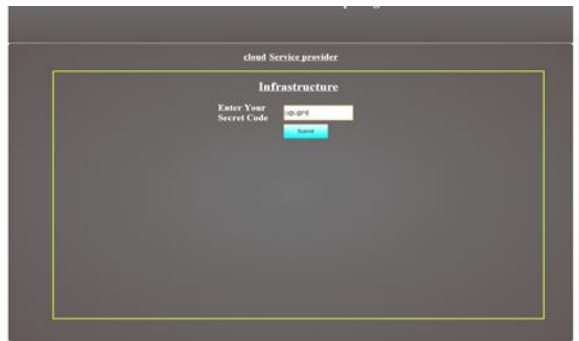 cloud Service provider
Infrastructure
Enter Your
Secret Code
Submit